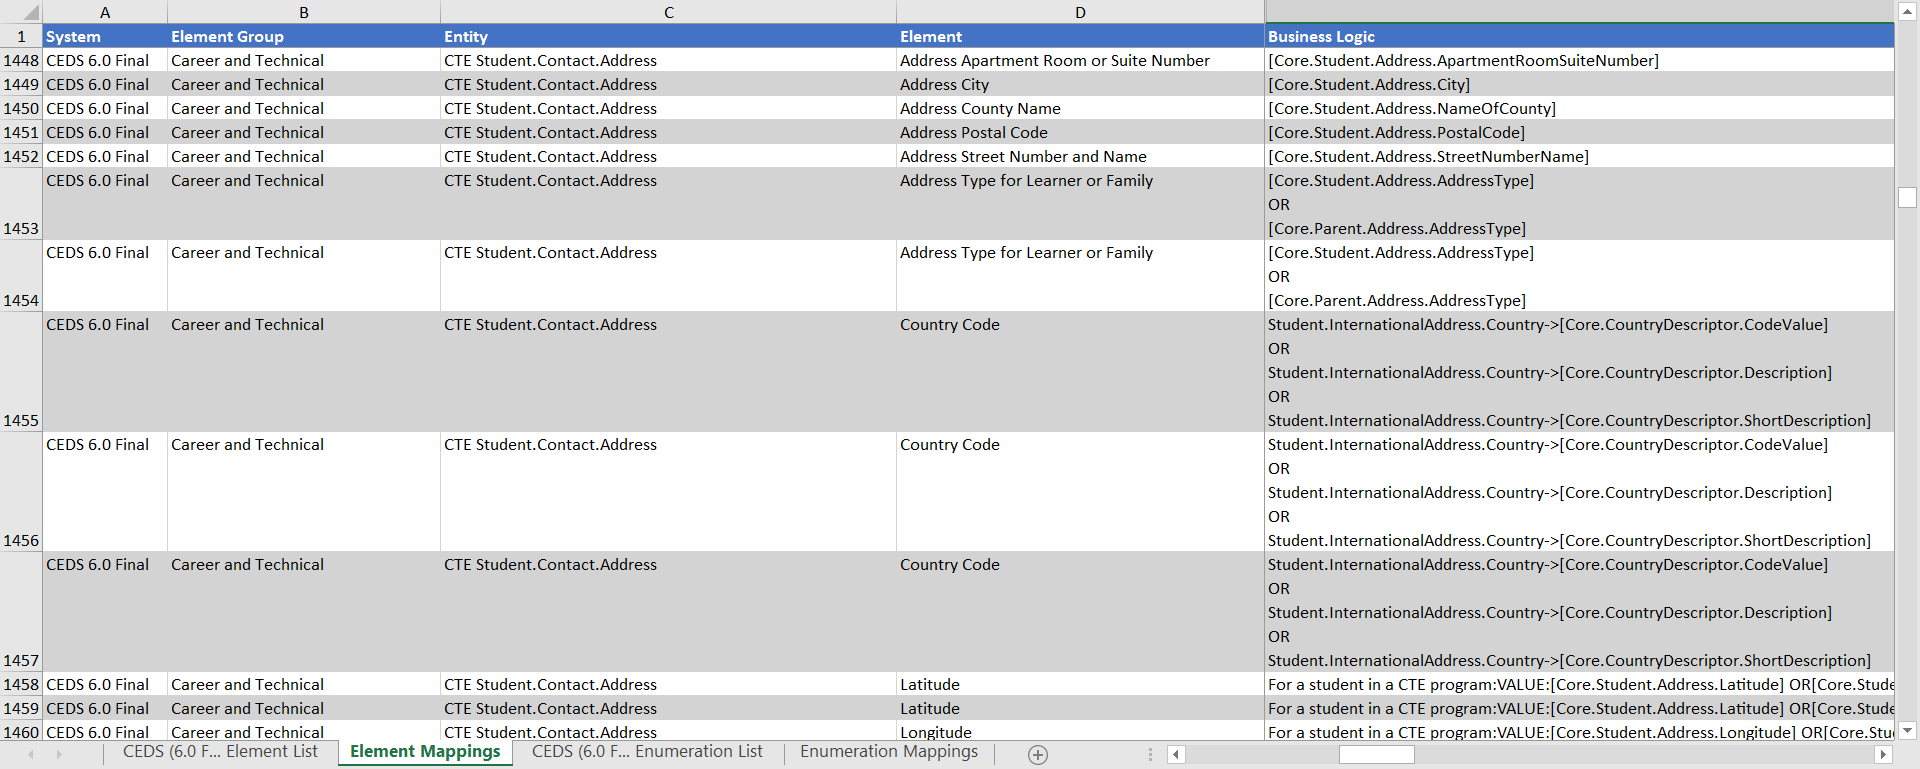 A B C D
1 System Element Group Entity Element Business Logic
1448 CEDS 6.0 Final Career and Technical CTE Student.Contact.Address Address Apartment Room or Suite Number [Core.Student.Address.ApartmentRoomSuiteNumber]
1449 CEDS 6.0 Final Career and Technical CTE Student.Contact.Address Address City [Core.Student.Address.City]
1450 CEDS 6.0 Final Career and Technical CTE Student.Contact.Address Address County Name [Core.Student.Address.NameOfCounty]
1451 CEDS 6.0 Final Career and Technical CTE Student.Contact.Address Address Postal Code [Core.Student.Address.PostalCode]
1452 CEDS 6.0 Final Career and Technical CTE Student.Contact.Address Address Street Number and Name [Core.Student.Address.StreetNumberName]
CEDS 6.0 Final Career and Technical CTE Student.Contact.Address Address Type for Learner or Family [Core.Student.Address.AddressType]
OR
1453 [Core.Parent.Address.AddressType]
CEDS 6.0 Final Career and Technical CTE Student.Contact.Address Address Type for Learner or Family [Core.Student.Address.AddressType]
OR
1454 [Core.Parent.Address.AddressType]
CEDS 6.0 Final Career and Technical CTE Student.Contact.Address Country Code Student.InternationalAddress.Country->[Core.CountryDescriptor.CodeValue]
OR
Student.InternationalAddress.Country->[Core.CountryDescriptor.Description]
OR
1455 Student.InternationalAddress.Country->[Core.CountryDescriptor.ShortDescription]
CEDS 6.0 Final Career and Technical CTE Student.Contact.Address Country Code Student.InternationalAddress.Country->[Core.CountryDescriptor.CodeValue]
OR
Student.InternationalAddress.Country->[Core.CountryDescriptor.Description]
OR
1456 Student.InternationalAddress.Country->[Core.CountryDescriptor.ShortDescription]
CEDS 6.0 Final Career and Technical CTE Student.Contact.Address Country Code Student.InternationalAddress.Country->[Core.CountryDescriptor.CodeValue]
OR
Student.InternationalAddress.Country->[Core.CountryDescriptor.Description]
OR
1457 Student.InternationalAddress.Country->[Core.CountryDescriptor.ShortDescription]
1458 CEDS 6.0 Final Career and Technical CTE Student.Contact.Address Latitude For a student in a CTE program:VALUE:[Core.Student.Address.Latitude] OR[Core.Stude
1459 CEDS 6.0 Final Career and Technical CTE Student.Contact.Address Latitude For a student in a CTE program:VALUE:[Core.Student.Address.Latitude] OR[Core.Stude
1460 CEDS 6.0 Final Career and Technical CTE Student.Contact.Address Longitude For a student in a CTE program:VALUE:[Core.Student.Address.Longitude] OR[Core.Stu
CEDS (6.0 F... Element List Element Mappings CEDS (6.0 F... Enumeration List Enumeration Mappings